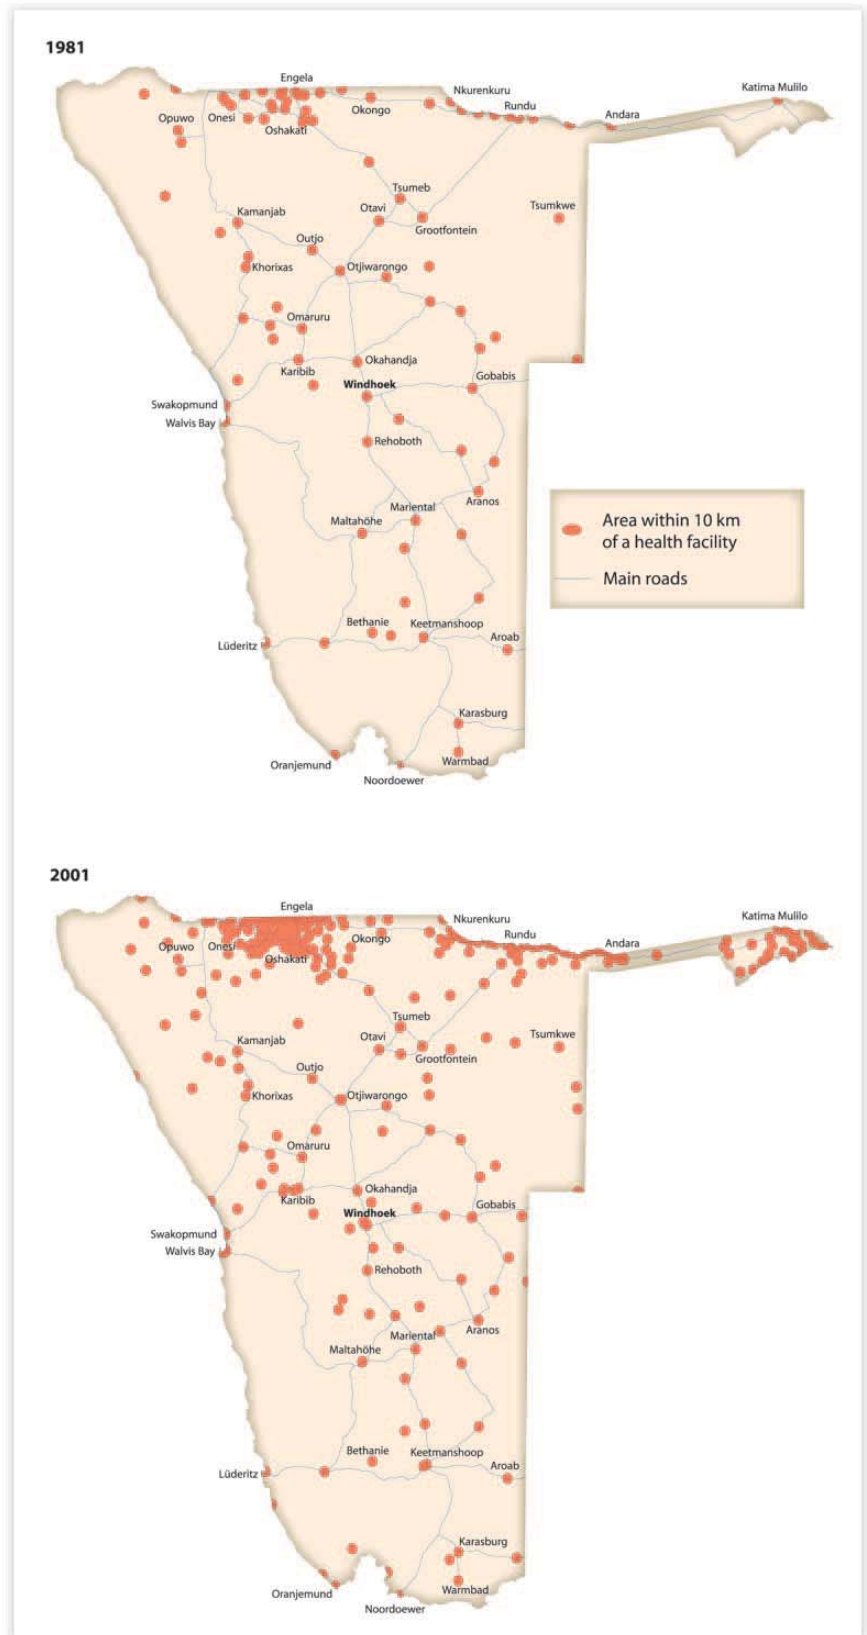 1981
Engela
Nkurenkuru
Katima Mulilo
Rundu
Okongo
Andara
Opuwo
Onesi
Oshakati
Tsumeb
Tsumkwe
Otavi
Kamanjab
Grootfontein
Outjo
Khorixas
Otjiwarongo
Omaruru
Okahandja
Karibib
Gobabis
Windhoek
Swakopmund
Walvis Bay
Rehoboth
Aranos
Mariental
Maltahöhe
Area within 10 km
of a health facility
Main roads
Bethanie
Keetmanshoop
Aroab
Lüderitz
Karasburg
Warmbad
Oranjemund
Noordoewer
2001
Engela
Nkurenkuru
Katima Mulilo
Rundu
Okongo
Andara
Opuwo
Onesi
Oshakati
Tsumeb
Tsumkwe
Otavi
Kamanjab
Grootfontein
Outjo
Khorixas
Otjiwarongo
Omaruru
Okahandja
Karibib
Gobabis
Windhoek
Swakopmund
Walvis Bay
Rehoboth
Aranos
Mariental
Maltahöhe
Bethanie
Keetmanshoop
Aroab
Lüderitz
Karasburg
Warmbad
Oranjemund
Noordoewer